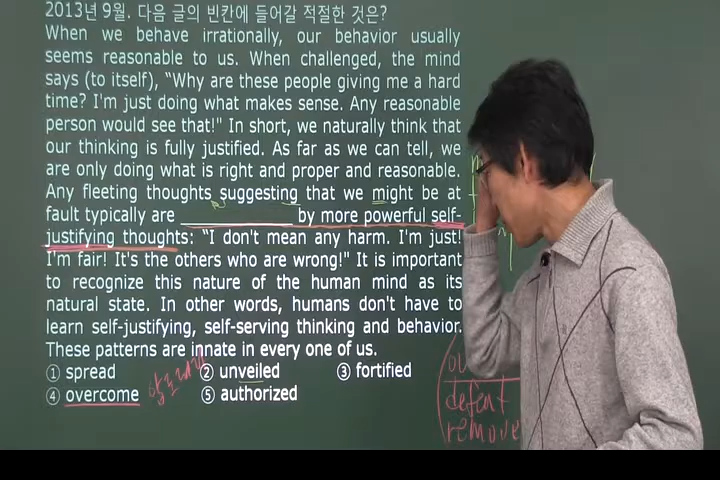 2013년 9월. 다음 글의 빈칸에 들어갈 적절한 것은?
When we behave irrationally, our behavior usually
seems reasonable to us. When challenged, the mind
says (to itself), “Why are these people giving me a hard
time? I'm just doing what makes sense. Any reasonable
person would see that!" In short, we naturally think that
our thinking is fully justified. As far as we can tell, we
are only doing what is right and proper and reasonable.
Any fleeting thoughts suggesting that we might be at
fault typically are ____________ by more powerful self-
justifying thoughts: “I don't mean any harm. I'm just!
I'm fair! It's the others who are wrong!" It is important
to recognize this nature of the human mind as its
natural state. In other words, humans don't have to
learn self-justifying, self-serving thinking and behavior.
These patterns are innate in every one of us.
① spread ② unveiled ③ fortified
④ overcome ⑤ authorized
defeat
remove